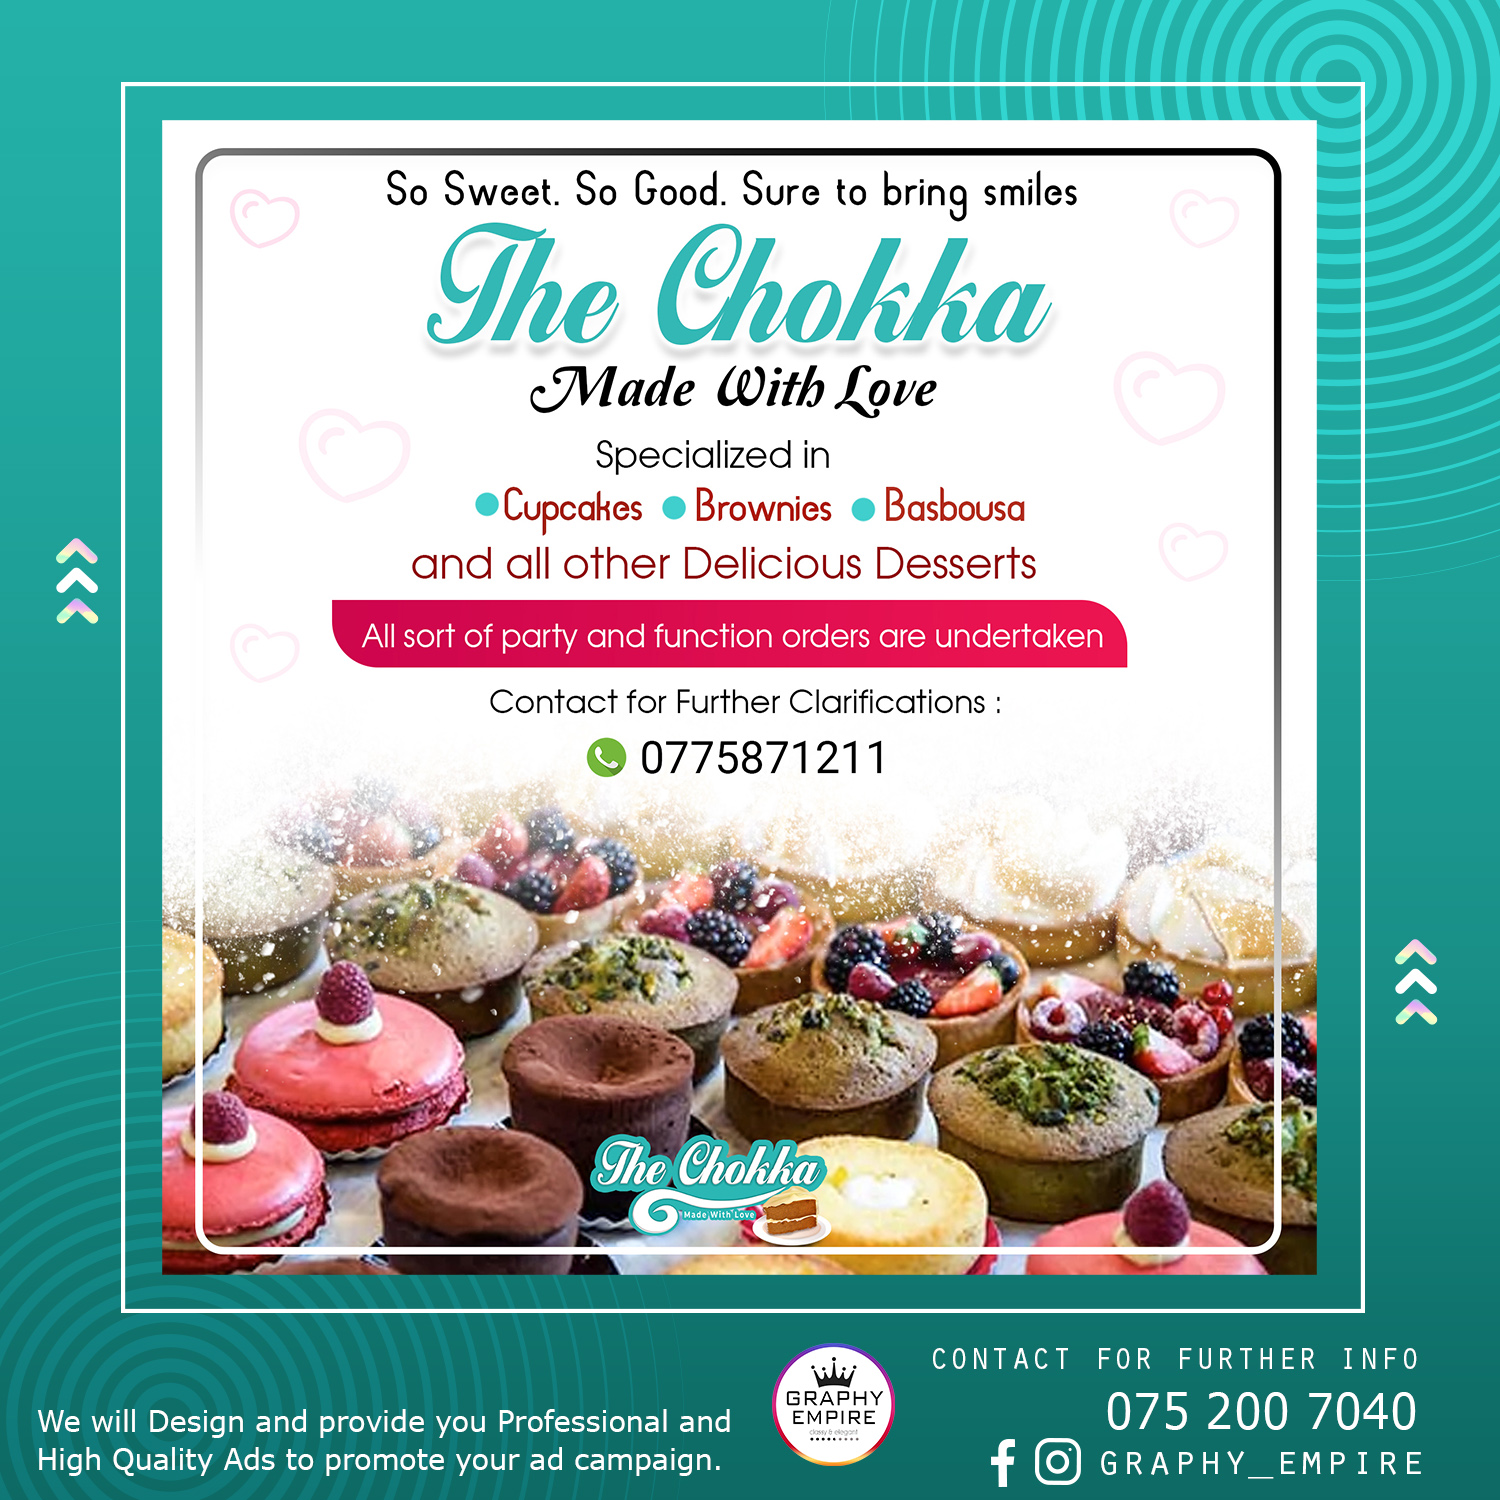 So Sweet. So Good. Sure to bring smiles
The Chokka
Made With Love
Specialized in
Cupcakes Brownies Basbousa
and all other Delicious Desserts
All sort of party and function orders are undertaken
Contact for Further Clarifications :
0775871211
The Chokka
"Made With Love
We will Design and provide you Professional and
High Quality Ads to promote your ad campaign.
GRAPHY
EMPIRE
classy & elegant
CONTACT FOR FURTHER INFO
075 200 7040
GRAPHY_EMPIRE